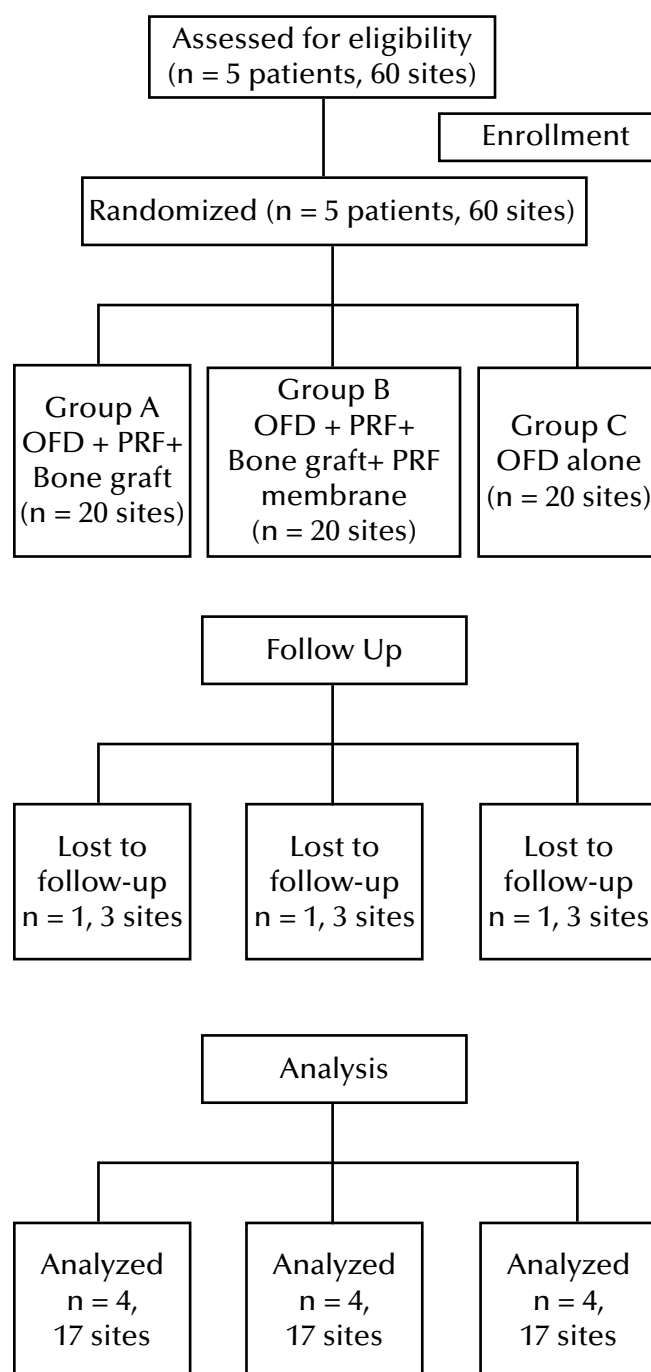 Assessed for eligibility
(n = 5 patients, 60 sites)
Enrollment
Randomized (n = 5 patients, 60 sites)
Group A
OFD + PRF+
Bone graft
(n = 20 sites)
Group B
OFD + PRF+
Bone graft+ PRF
membrane
(n = 20 sites)
Group C
OFD alone
(n = 20 sites)
Follow Up
Lost to
follow-up
n = 1, 3 sites
Lost to
follow-up
n = 1, 3 sites
Lost to
follow-up
n = 1, 3 sites
Analysis
Analyzed
n = 4,
17 sites
Analyzed
n = 4,
17 sites
Analyzed
n = 4,
17 sites